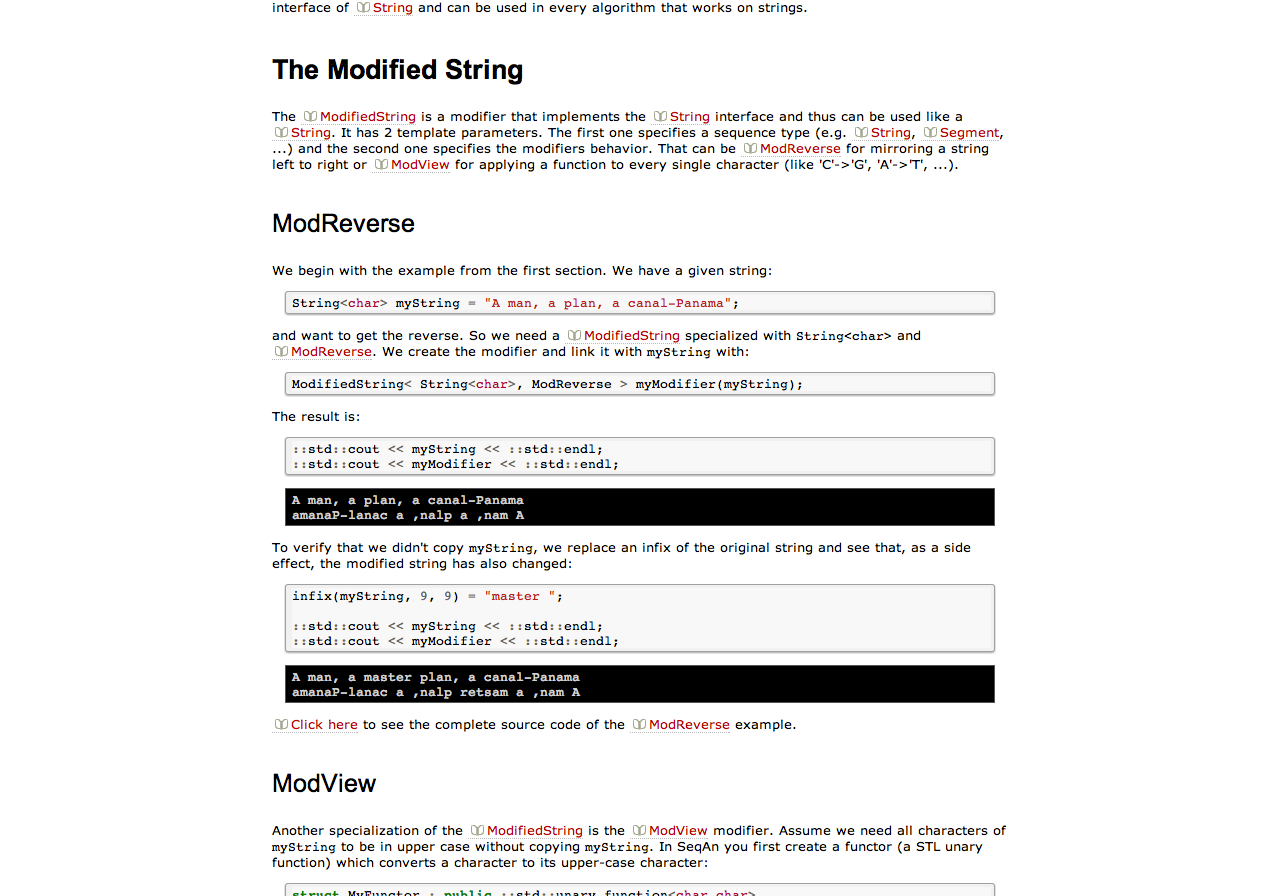 interface of String and can be used in every algorithm that works on strings.
The Modified String
The ModifiedString is a modifier that implements the String interface and thus can be used like a
String. It has 2 template parameters. The first one specifies a sequence type (e.g. String, Segment,
...) and the second one specifies the modifiers behavior. That can be ModReverse for mirroring a string
left to right or ModView for applying a function to every single character (like 'C'->'G', 'A'->'T', ...).
ModReverse
We begin with the example from the first section. We have a given string:
String<char> myString = "A man, a plan, a canal-Panama";
and want to get the reverse. So we need a ModifiedString specialized with String<char> and
ModReverse. We create the modifier and link it with myString with:
ModifiedString< String<char>, ModReverse > myModifier(myString);
The result is:
::std::cout << myString << ::std::endl;
::std::cout << myModifier << ::std::endl;
A man, a plan, a canal-Panama
amanaP-lanac a ,nalp a ,nam A
To verify that we didn't copy myString, we replace an infix of the original string and see that, as a side
effect, the modified string has also changed:
infix(myString, 9, 9) = "master ";
::std::cout << myString << ::std::endl;
::std::cout << myModifier << ::std::endl;
A man, a master plan, a canal-Panama
amanaP-lanac a ,nalp retsam a ,nam A
Click here to see the complete source code of the ModReverse example.
ModView
Another specialization of the ModifiedString is the ModView modifier. Assume we need all characters of
myString to be in upper case without copying myString. In SeqAn you first create a functor (a STL unary
function) which converts a character to its upper-case character:
struct MyFunctor : public ::std::unary_function<char,char>